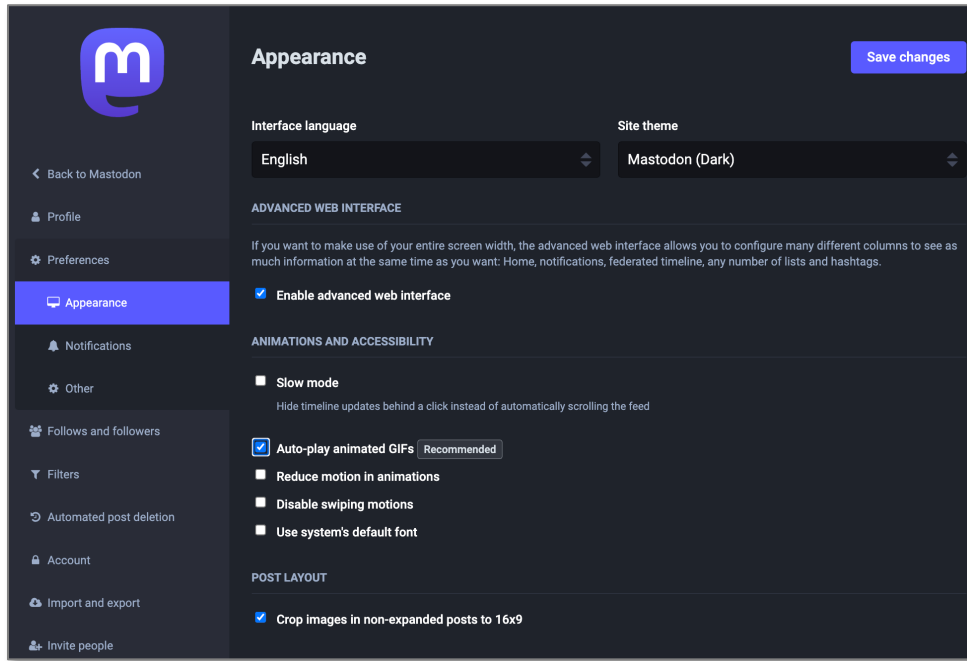 Back to Mastodon
Profile
Preferences
Appearance
Notifications
Other
Follows and followers
Filters
Automated post deletion
Account
Import and export
Invite people
Appearance
Save changes
Interface language
English
Site theme
Mastodon (Dark)
ADVANCED WEB INTERFACE
If you want to make use of your entire screen width, the advanced web interface allows you to configure many different columns to see as
much information at the same time as you want: Home, notifications, federated timeline, any number of lists and hashtags.
Enable advanced web interface
ANIMATIONS AND ACCESSIBILITY
Slow mode
Hide timeline updates behind a click instead of automatically scrolling the feed
Auto-play animated GIFs Recommended
Reduce motion in animations
Disable swiping motions
Use system's default font
POST LAYOUT
Crop images in non-expanded posts to 16x9